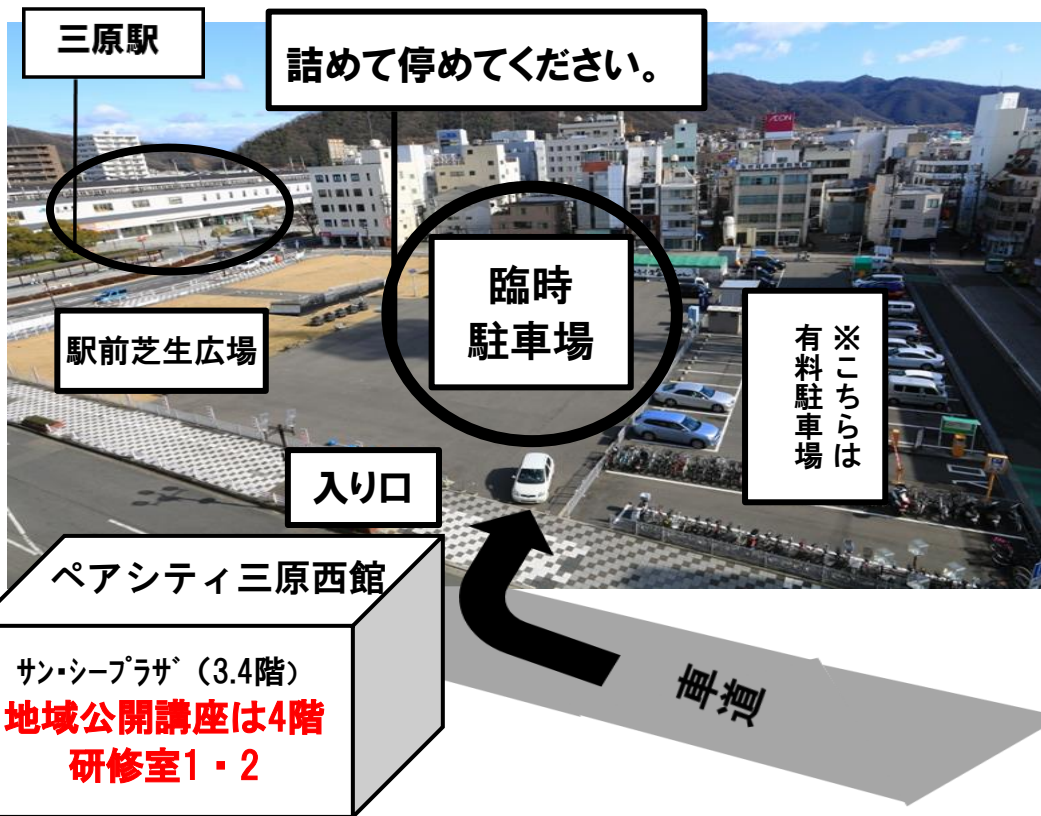 三原駅
詰めて停めてください。
AEON
臨時
駐車場
駅前芝生広場
※こちらは
有料駐車場
入り口
ペアシティ三原西館
サン・シープラザ（3.4階）
地域公開講座は4階
研修室1・2
車道